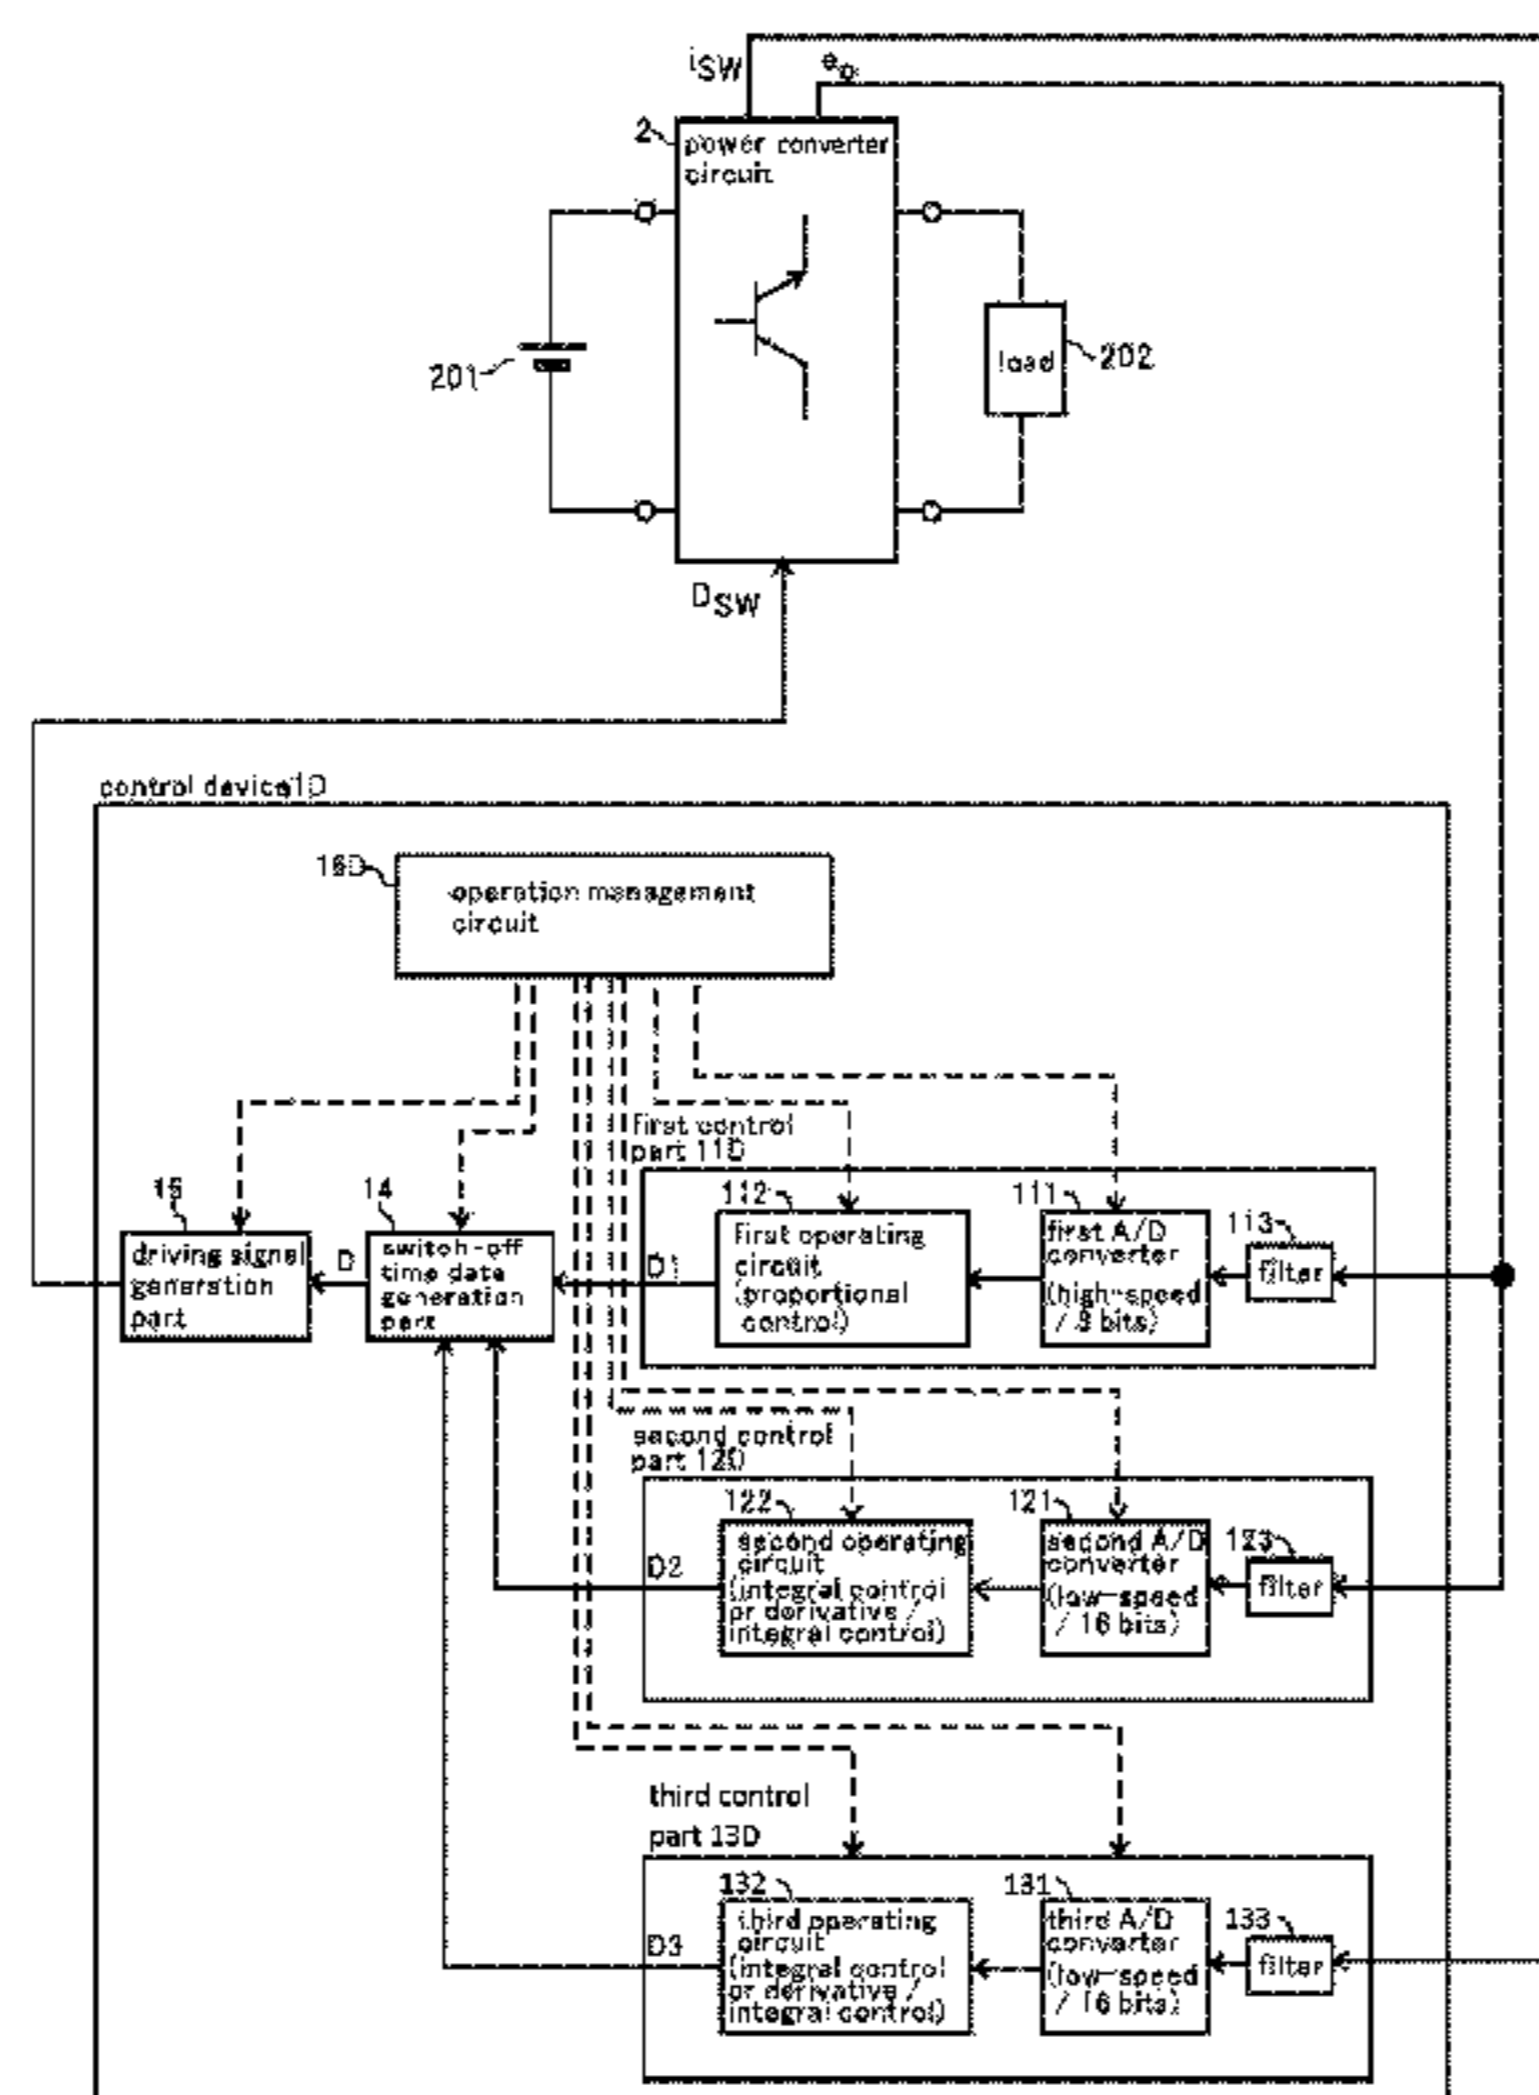 iSW
eo
2
power converter
circuit
201
load
202
DSW
control device1D
16D
operation management
circuit
first control
part 11D
15
14
112
111
113
driving signal
generation
part
D
switch-off
time data
generation
part
D1
first operating
circuit
(proportional
control)
first A/D
converter
(high-speed
/ 8 bits)
filter
second control
part 12D
122
121
123
D2
second operating
circuit
(integral control
or derivative /
integral control)
second A/D
converter
(low-speed
/ 16 bits)
filter
third control
part 13D
132
131
133
D3
third operating
circuit
(integral control
or derivative /
integral control)
third A/D
converter
(low-speed
/ 16 bits)
filter